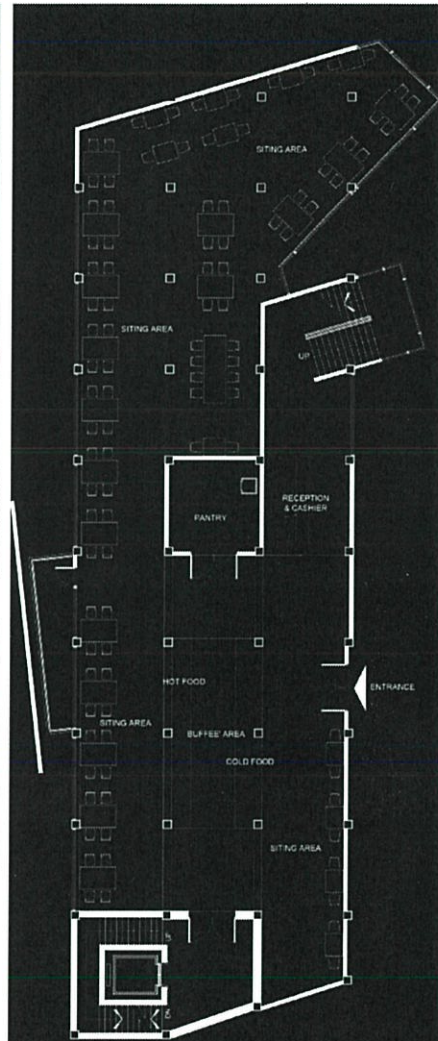 SITING AREA
SITING AREA
UP
RECEPTION
& CASHIER
PANTRY
HOT FOOD
ENTRANCE
SITING AREA
BUFFEE' AREA
COLD FOOD
SITING AREA